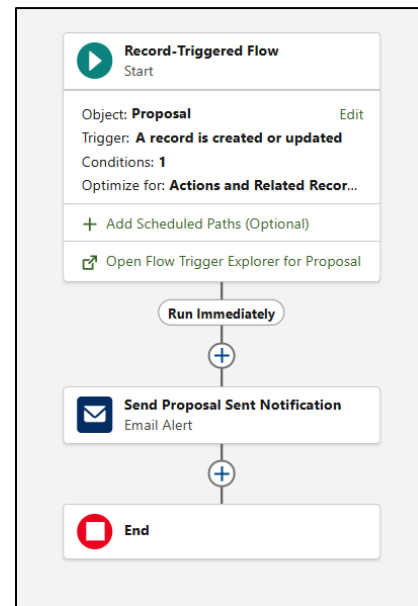 Record-Triggered Flow
Start
Object: Proposal Edit
Trigger: A record is created or updated
Conditions: 1
Optimize for: Actions and Related Recor...
+ Add Scheduled Paths (Optional)
Open Flow Trigger Explorer for Proposal
Run Immediately
Send Proposal Sent Notification
Email Alert
End